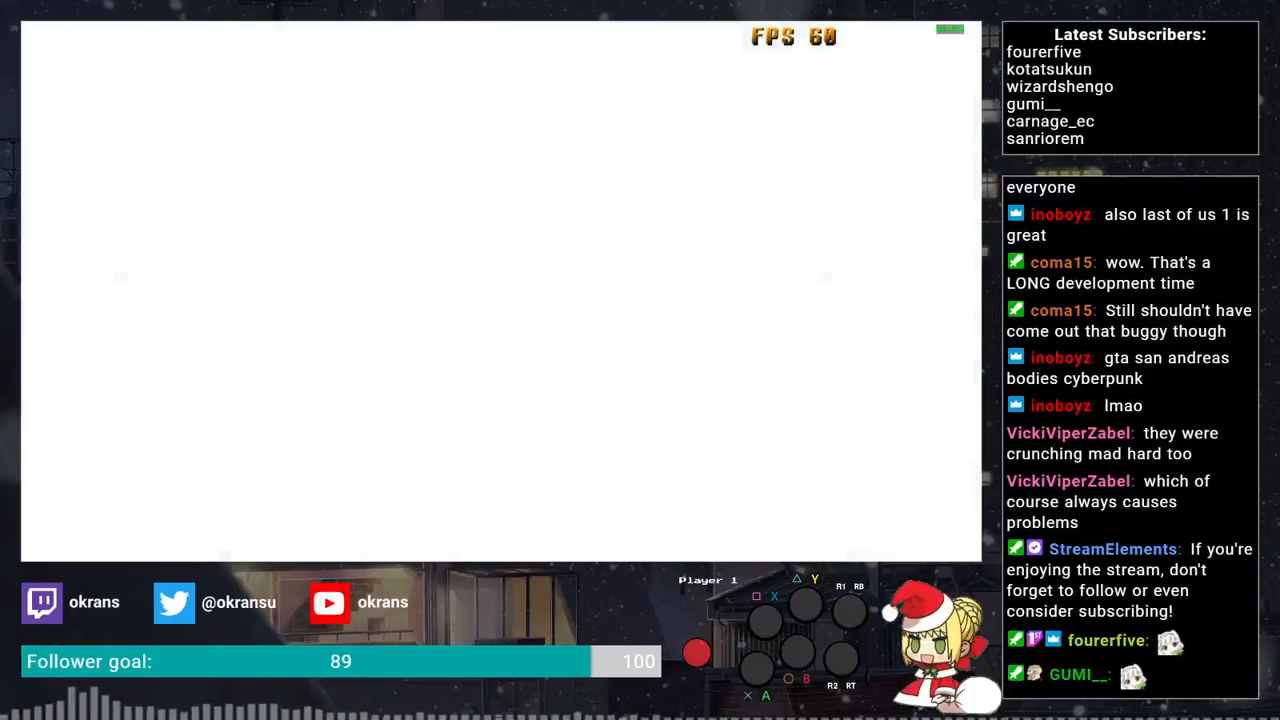 FPS 60
Latest Subscribers:
fourerfive
kotatsukun
wizardshengo
gumi__
carnage_ec
sanriorem
everyone
inoboyz: also last of us 1 is
great
coma15: wow. That's a
LONG development time
coma15: Still shouldn't have
come out that buggy though
inoboyz: gta san andreas
bodies cyberpunk
inoboyz: lmao
VickiViperZabel: they were
crunching mad hard too
VickiViperZabel: which of
course always causes
problems
StreamElements: If you're
enjoying the stream, don't
forget to follow or even
consider subscribing!
1ST fourerfive:
GUMI__:
okrans
@okransu
okrans
Follower goal: 89 100
Player 1
Y
R1 RB
X
B
R2 RT
A